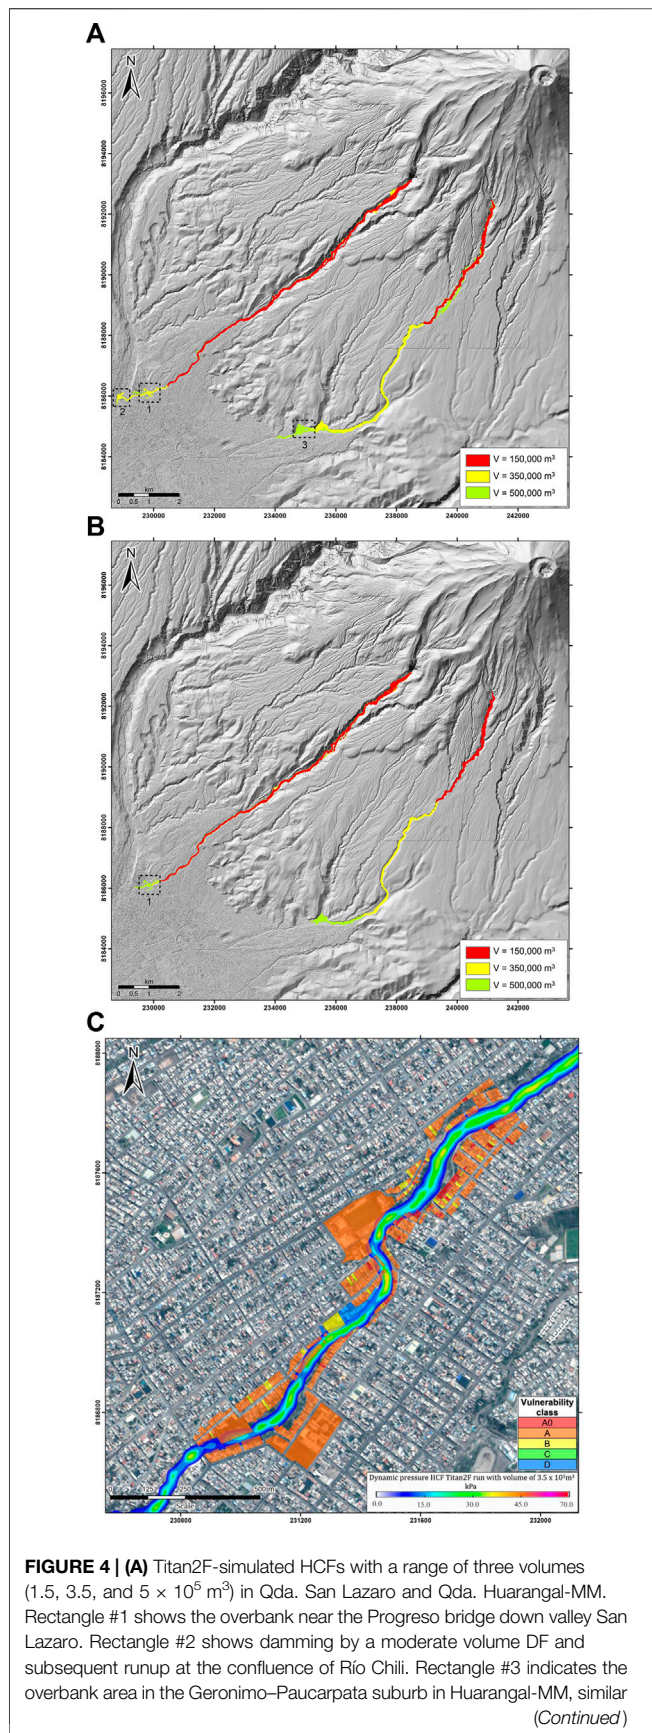 A
N
8196000
8194000
8192000
8190000
8188000
8186000
8184000
2
1
3
V = 150,000 m³
V = 350,000 m³
V = 500,000 m³
km
0 0.5 1 2
230000 232000 234000 236000 238000 240000 242000
B
N
8196000
8194000
8192000
8190000
8188000
8186000
8184000
1
V = 150,000 m³
V = 350,000 m³
V = 500,000 m³
km
0 0.5 1 2
230000 232000 234000 236000 238000 240000 242000
C
N
8188000
8187600
8187200
8186800
Vulnerability
class
A0
A
B
C
D
Dynamic pressure HCF Titan2F run with volume of 3.5 x 10⁵m³
kPa
0.0 15.0 30.0 45.0 70.0
0 125 250 500 m
Scale
230800 231200 231600 232000
FIGURE 4 | (A) Titan2F-simulated HCFs with a range of three volumes
(1.5, 3.5, and 5 × 10⁵ m³) in Qda. San Lazaro and Qda. Huarangal-MM.
Rectangle #1 shows the overbank near the Progreso bridge down valley San
Lazaro. Rectangle #2 shows damming by a moderate volume DF and
subsequent runup at the confluence of Río Chili. Rectangle #3 indicates the
overbank area in the Geronimo–Paucarpata suburb in Huarangal-MM, similar
(Continued)